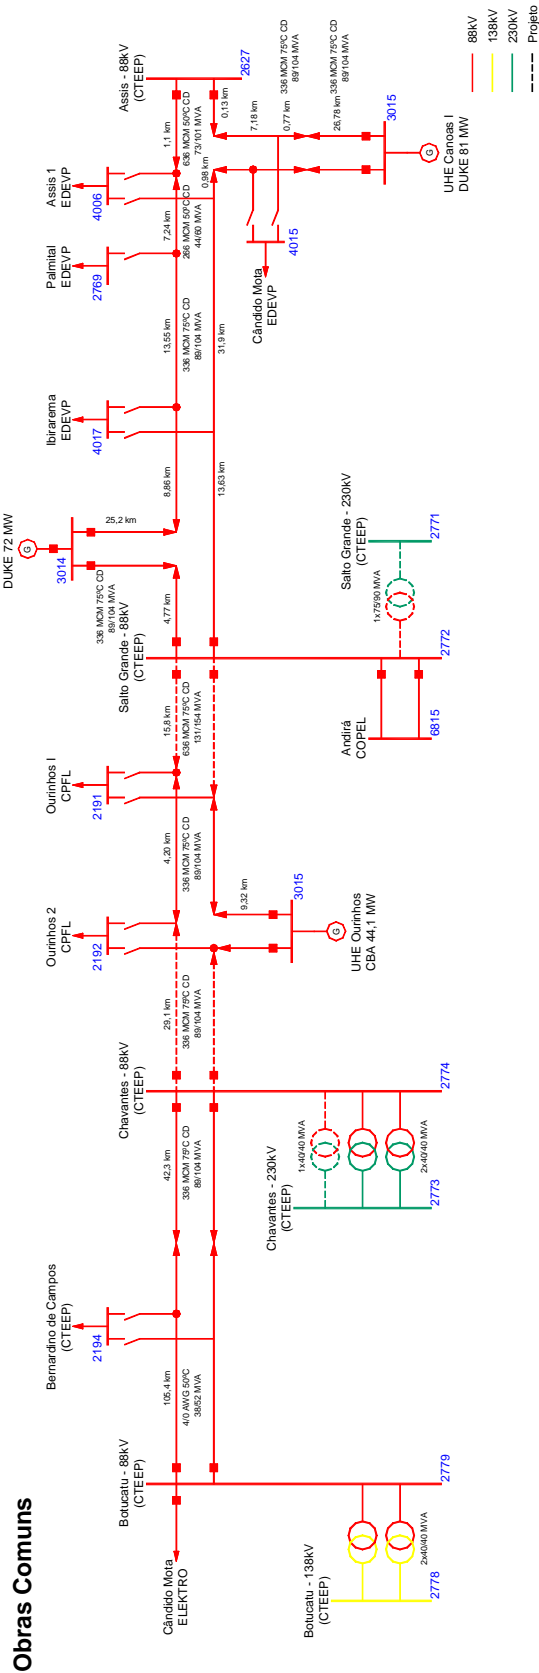 Obras Comuns
Botucatu - 88kV
(CTEEP)
Cândido Mota
ELEKTRO
Botucatu - 138kV
(CTEEP)
2778
2x40/40 MVA
2779
105,4 km
4/0 AWG 50ºC
38/52 MVA
Bernardino de Campos
(CTEEP)
2194
42,3 km
336 MCM 75ºC CD
89/104 MVA
Chavantes - 88kV
(CTEEP)
2774
Chavantes - 230kV
(CTEEP)
2773
1x40/40 MVA
2x40/40 MVA
29,1 km
336 MCM 75ºC CD
89/104 MVA
Ourinhos 2
CPFL
2192
9,32 km
3015
UHE Ourinhos
CBA 44,1 MW
4,20 km
336 MCM 75ºC CD
89/104 MVA
Ourinhos I
CPFL
2191
15,8 km
636 MCM 75ºC CD
131/154 MVA
Salto Grande - 88kV
(CTEEP)
2772
Andirá
COPEL
6815
Salto Grande - 230kV
(CTEEP)
2771
1x75/90 MVA
4,77 km
336 MCM 75ºC CD
89/104 MVA
DUKE 72 MW
G
3014
25,2 km
8,86 km
13,63 km
Ibirarema
EDEVP
4017
13,55 km
336 MCM 75ºC CD
89/104 MVA
31,9 km
Palmital
EDEVP
2769
7,24 km
266 MCM 50ºC CD
44/60 MVA
Assis 1
EDEVP
4006
0,98 km
1,1 km
636 MCM 50ºC CD
73/101 MVA
0,13 km
Assis - 88kV
(CTEEP)
2627
Cândido Mota
EDEVP
4015
7,18 km
0,77 km
336 MCM 75ºC CD
89/104 MVA
26,78 km
336 MCM 75ºC CD
89/104 MVA
3015
G
UHE Canoas I
DUKE 81 MW
G
88kV
138kV
230kV
Projeto